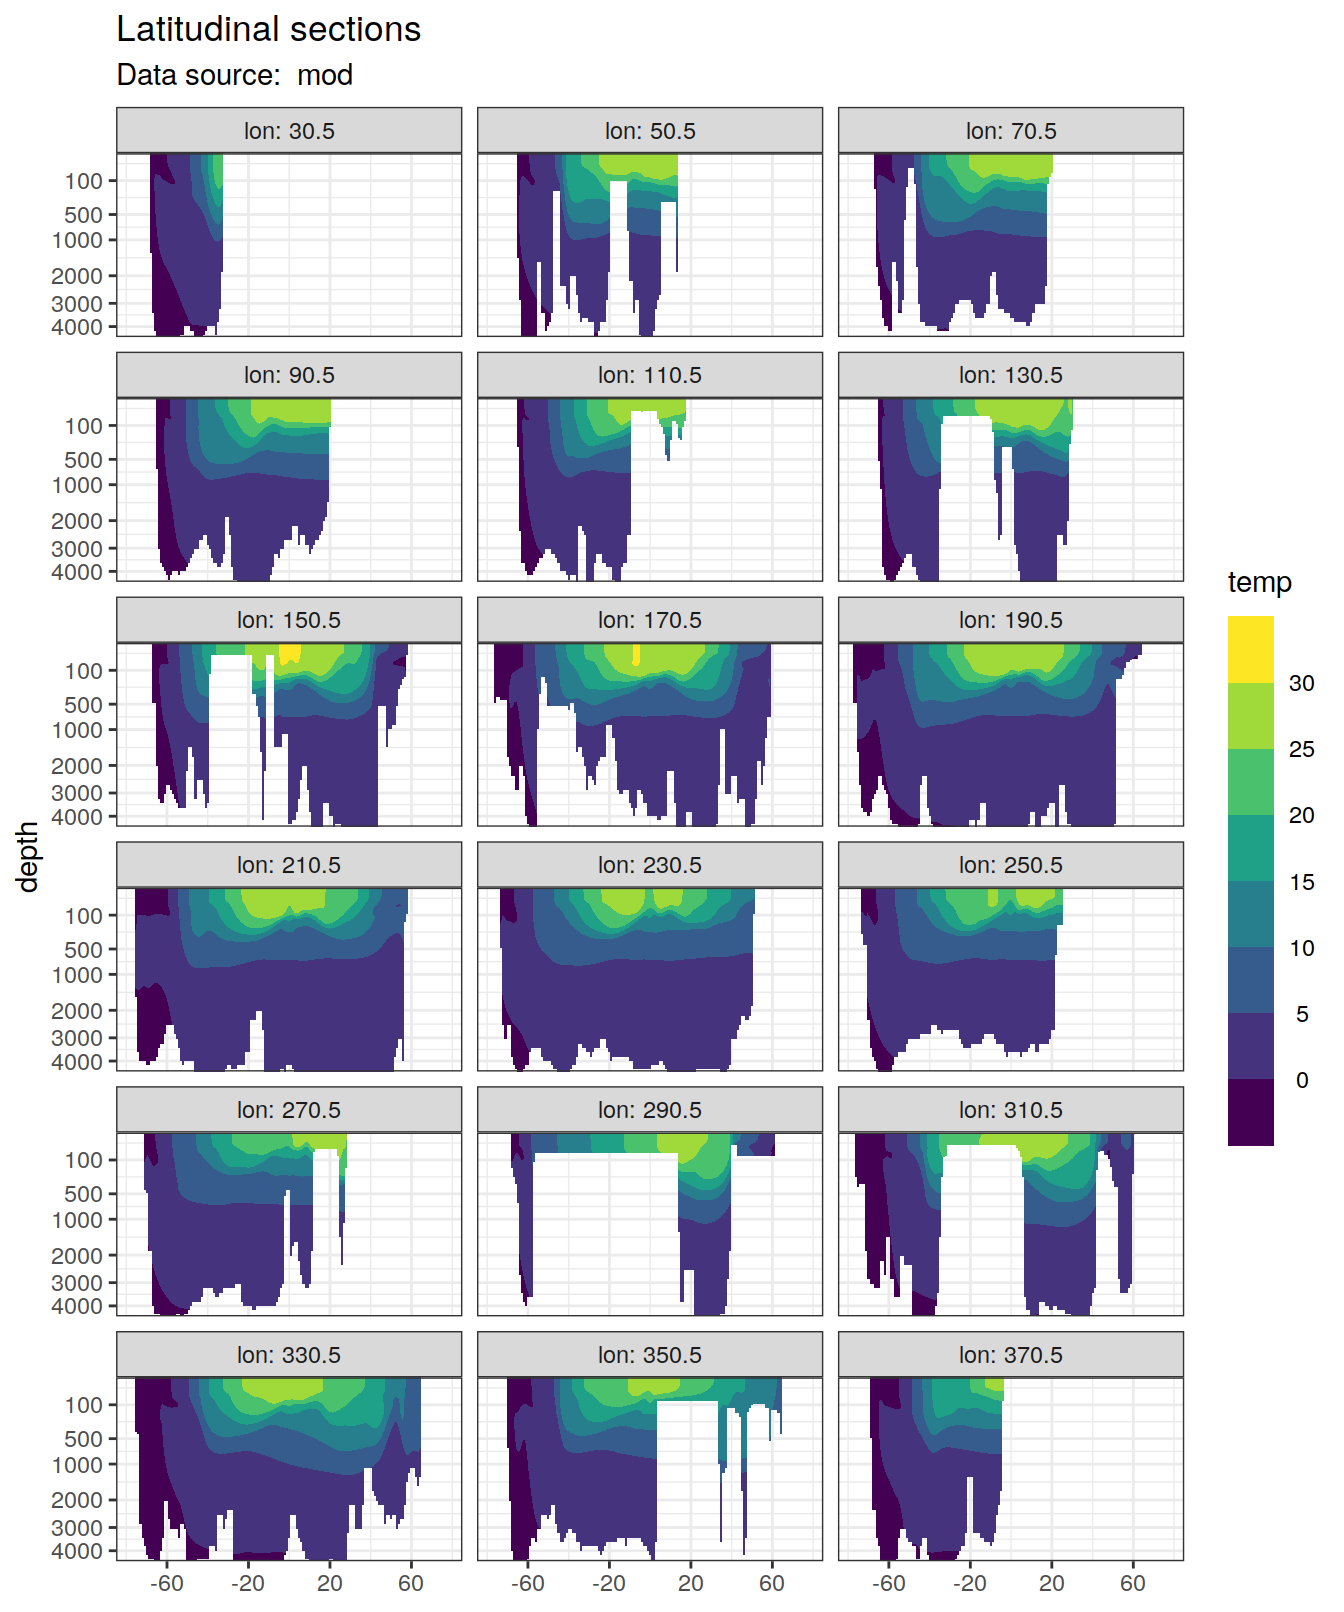 Latitudinal sections
Data source:  mod
lon: 30.5
lon: 50.5
lon: 70.5
100
500
1000
2000
3000
4000
lon: 90.5
lon: 110.5
lon: 130.5
100
500
1000
2000
3000
4000
lon: 150.5
lon: 170.5
lon: 190.5
100
500
1000
2000
3000
4000
lon: 210.5
lon: 230.5
lon: 250.5
100
500
1000
2000
3000
4000
lon: 270.5
lon: 290.5
lon: 310.5
100
500
1000
2000
3000
4000
lon: 330.5
lon: 350.5
lon: 370.5
100
500
1000
2000
3000
4000
-60 -20 20 60
-60 -20 20 60
-60 -20 20 60
depth
temp
30
25
20
15
10
5
0